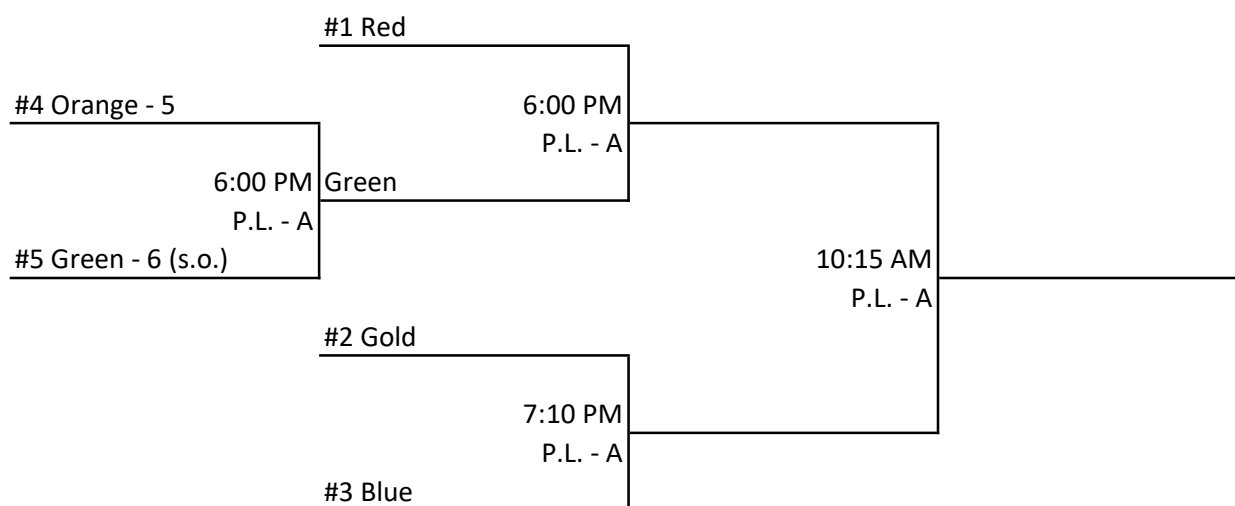 #1 Red
#4 Orange - 5
6:00 PM
P.L. - A
6:00 PM
Green
P.L. - A
#5 Green - 6 (s.o.)
10:15 AM
P.L. - A
#2 Gold
7:10 PM
P.L. - A
#3 Blue